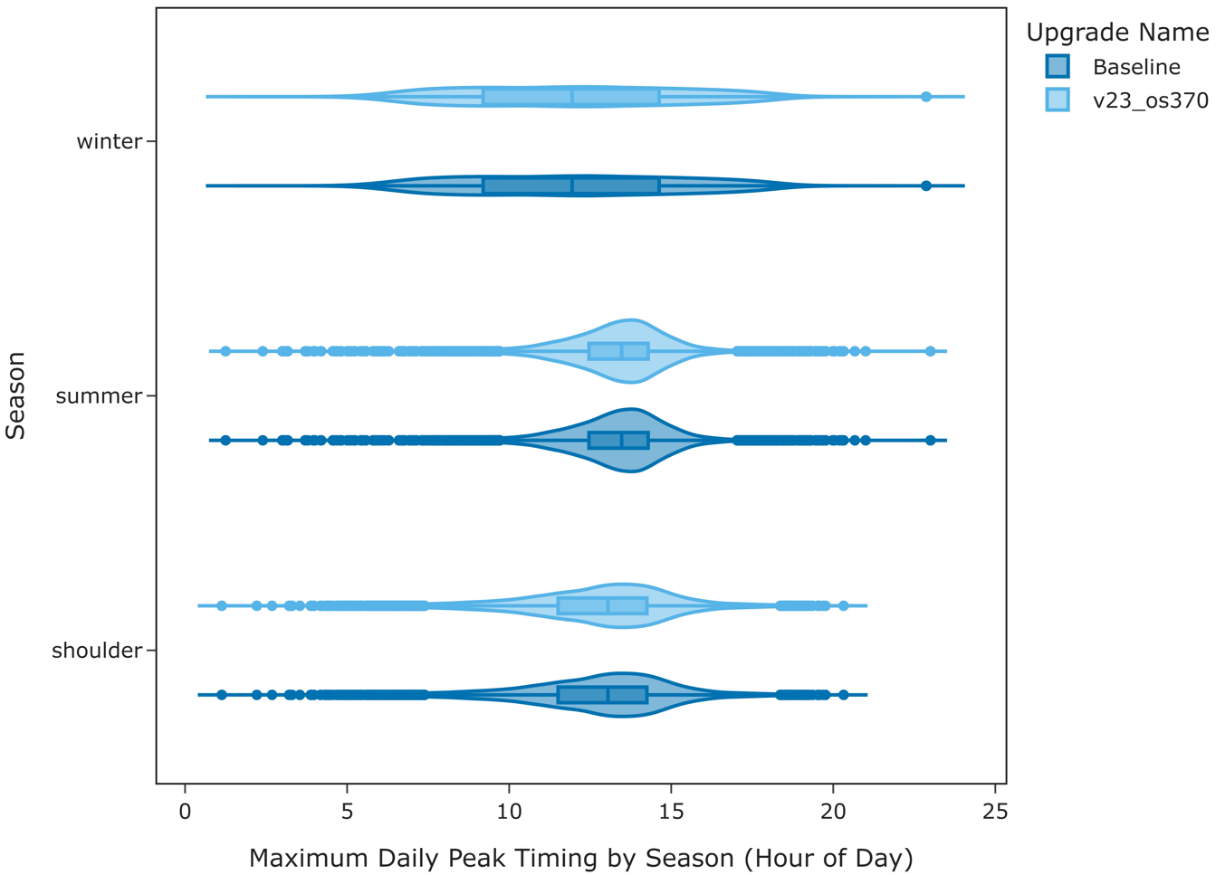 Upgrade Name
Baseline
v23_os370
winter
summer
shoulder
Season
0 5 10 15 20 25
Maximum Daily Peak Timing by Season (Hour of Day)